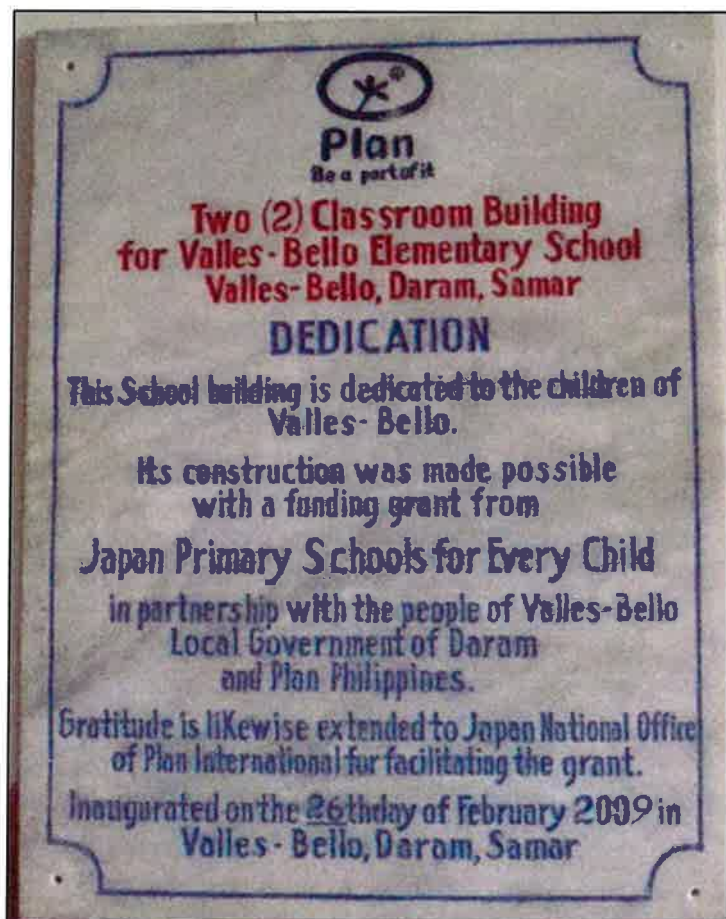 Plan
Be a part of it
Two (2) Classroom Building
for Valles-Bello Elementary School
Valles-Bello, Daram, Samar
DEDICATION
This School building is dedicated to the children of
Valles-Bello.
Its construction was made possible
with a funding grant from
Japan Primary Schools for Every Child
in partnership with the people of Valles-Bello
Local Government of Daram
and Plan Philippines.
Gratitude is liKewise extended to Japan National Office
of Plan International for facilitating the grant.
Inaugurated on the 26th day of February 2009 in
Valles-Bello, Daram, Samar